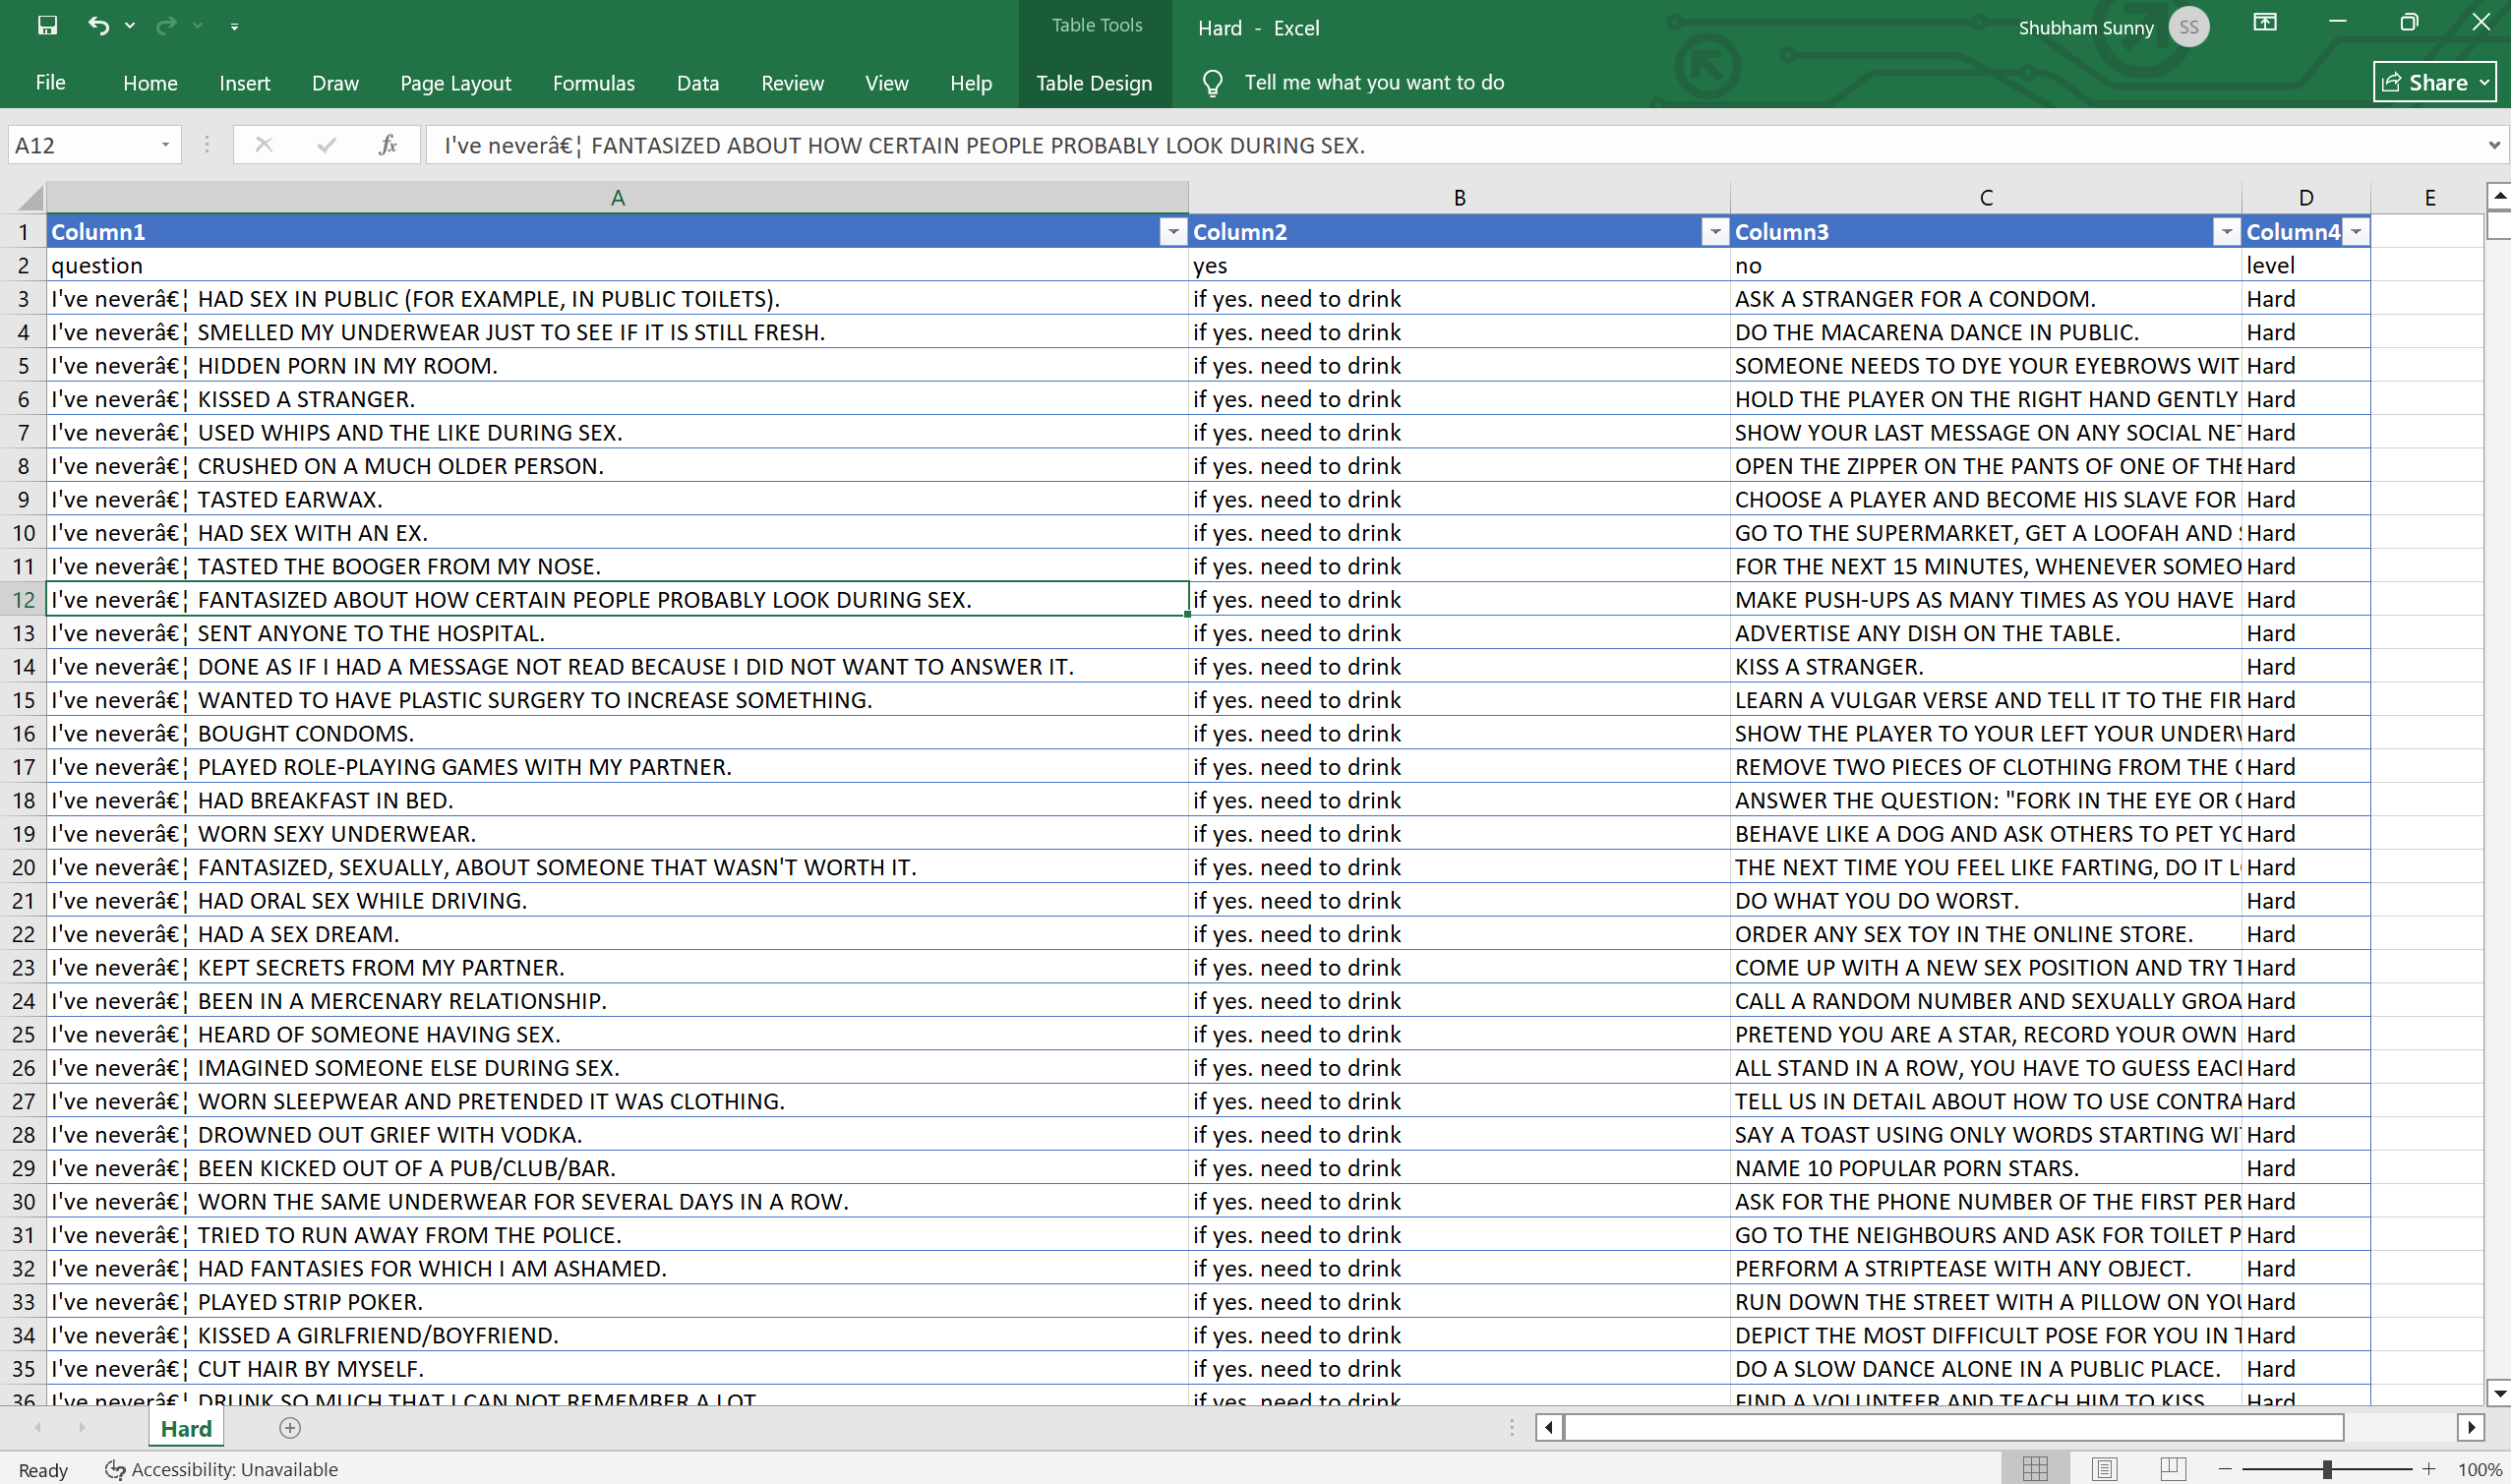 Table Tools
Hard - Excel
Shubham Sunny
SS
File Home Insert Draw Page Layout Formulas Data Review View Help Table Design Tell me what you want to do Share
A12 fx I've neverâ€¦ FANTASIZED ABOUT HOW CERTAIN PEOPLE PROBABLY LOOK DURING SEX.
A B C D E
1 Column1 Column2 Column3 Column4
2 question yes no level
3 I've neverâ€¦ HAD SEX IN PUBLIC (FOR EXAMPLE, IN PUBLIC TOILETS). if yes. need to drink ASK A STRANGER FOR A CONDOM. Hard
4 I've neverâ€¦ SMELLED MY UNDERWEAR JUST TO SEE IF IT IS STILL FRESH. if yes. need to drink DO THE MACARENA DANCE IN PUBLIC. Hard
5 I've neverâ€¦ HIDDEN PORN IN MY ROOM. if yes. need to drink SOMEONE NEEDS TO DYE YOUR EYEBROWS WIT Hard
6 I've neverâ€¦ KISSED A STRANGER. if yes. need to drink HOLD THE PLAYER ON THE RIGHT HAND GENTLY Hard
7 I've neverâ€¦ USED WHIPS AND THE LIKE DURING SEX. if yes. need to drink SHOW YOUR LAST MESSAGE ON ANY SOCIAL NE Hard
8 I've neverâ€¦ CRUSHED ON A MUCH OLDER PERSON. if yes. need to drink OPEN THE ZIPPER ON THE PANTS OF ONE OF THE Hard
9 I've neverâ€¦ TASTED EARWAX. if yes. need to drink CHOOSE A PLAYER AND BECOME HIS SLAVE FOR Hard
10 I've neverâ€¦ HAD SEX WITH AN EX. if yes. need to drink GO TO THE SUPERMARKET, GET A LOOFAH AND Hard
11 I've neverâ€¦ TASTED THE BOOGER FROM MY NOSE. if yes. need to drink FOR THE NEXT 15 MINUTES, WHENEVER SOMEO Hard
12 I've neverâ€¦ FANTASIZED ABOUT HOW CERTAIN PEOPLE PROBABLY LOOK DURING SEX. if yes. need to drink MAKE PUSH-UPS AS MANY TIMES AS YOU HAVE Hard
13 I've neverâ€¦ SENT ANYONE TO THE HOSPITAL. if yes. need to drink ADVERTISE ANY DISH ON THE TABLE. Hard
14 I've neverâ€¦ DONE AS IF I HAD A MESSAGE NOT READ BECAUSE I DID NOT WANT TO ANSWER IT. if yes. need to drink KISS A STRANGER. Hard
15 I've neverâ€¦ WANTED TO HAVE PLASTIC SURGERY TO INCREASE SOMETHING. if yes. need to drink LEARN A VULGAR VERSE AND TELL IT TO THE FIR Hard
16 I've neverâ€¦ BOUGHT CONDOMS. if yes. need to drink SHOW THE PLAYER TO YOUR LEFT YOUR UNDER Hard
17 I've neverâ€¦ PLAYED ROLE-PLAYING GAMES WITH MY PARTNER. if yes. need to drink REMOVE TWO PIECES OF CLOTHING FROM THE Hard
18 I've neverâ€¦ HAD BREAKFAST IN BED. if yes. need to drink ANSWER THE QUESTION: "FORK IN THE EYE OR Hard
19 I've neverâ€¦ WORN SEXY UNDERWEAR. if yes. need to drink BEHAVE LIKE A DOG AND ASK OTHERS TO PET Hard
20 I've neverâ€¦ FANTASIZED, SEXUALLY, ABOUT SOMEONE THAT WASN'T WORTH IT. if yes. need to drink THE NEXT TIME YOU FEEL LIKE FARTING, DO IT Hard
21 I've neverâ€¦ HAD ORAL SEX WHILE DRIVING. if yes. need to drink DO WHAT YOU DO WORST. Hard
22 I've neverâ€¦ HAD A SEX DREAM. if yes. need to drink ORDER ANY SEX TOY IN THE ONLINE STORE. Hard
23 I've neverâ€¦ KEPT SECRETS FROM MY PARTNER. if yes. need to drink COME UP WITH A NEW SEX POSITION AND TRY Hard
24 I've neverâ€¦ BEEN IN A MERCENARY RELATIONSHIP. if yes. need to drink CALL A RANDOM NUMBER AND SEXUALLY GROA Hard
25 I've neverâ€¦ HEARD OF SOMEONE HAVING SEX. if yes. need to drink PRETEND YOU ARE A STAR, RECORD YOUR OWN Hard
26 I've neverâ€¦ IMAGINED SOMEONE ELSE DURING SEX. if yes. need to drink ALL STAND IN A ROW, YOU HAVE TO GUESS EAC Hard
27 I've neverâ€¦ WORN SLEEPWEAR AND PRETENDED IT WAS CLOTHING. if yes. need to drink TELL US IN DETAIL ABOUT HOW TO USE CONTRA Hard
28 I've neverâ€¦ DROWNED OUT GRIEF WITH VODKA. if yes. need to drink SAY A TOAST USING ONLY WORDS STARTING WI Hard
29 I've neverâ€¦ BEEN KICKED OUT OF A PUB/CLUB/BAR. if yes. need to drink NAME 10 POPULAR PORN STARS. Hard
30 I've neverâ€¦ WORN THE SAME UNDERWEAR FOR SEVERAL DAYS IN A ROW. if yes. need to drink ASK FOR THE PHONE NUMBER OF THE FIRST PER Hard
31 I've neverâ€¦ TRIED TO RUN AWAY FROM THE POLICE. if yes. need to drink GO TO THE NEIGHBOURS AND ASK FOR TOILET P Hard
32 I've neverâ€¦ HAD FANTASIES FOR WHICH I AM ASHAMED. if yes. need to drink PERFORM A STRIPTEASE WITH ANY OBJECT. Hard
33 I've neverâ€¦ PLAYED STRIP POKER. if yes. need to drink RUN DOWN THE STREET WITH A PILLOW ON YOU Hard
34 I've neverâ€¦ KISSED A GIRLFRIEND/BOYFRIEND. if yes. need to drink DEPICT THE MOST DIFFICULT POSE FOR YOU IN Hard
35 I've neverâ€¦ CUT HAIR BY MYSELF. if yes. need to drink DO A SLOW DANCE ALONE IN A PUBLIC PLACE. Hard
36 I've neverâ€¦ DRUNK SO MUCH THAT I CAN NOT REMEMBER A LOT if yes. need to drink FIND A VOLUNTEER AND TEACH HIM TO KISS Hard
Hard
Ready Accessibility: Unavailable 100%